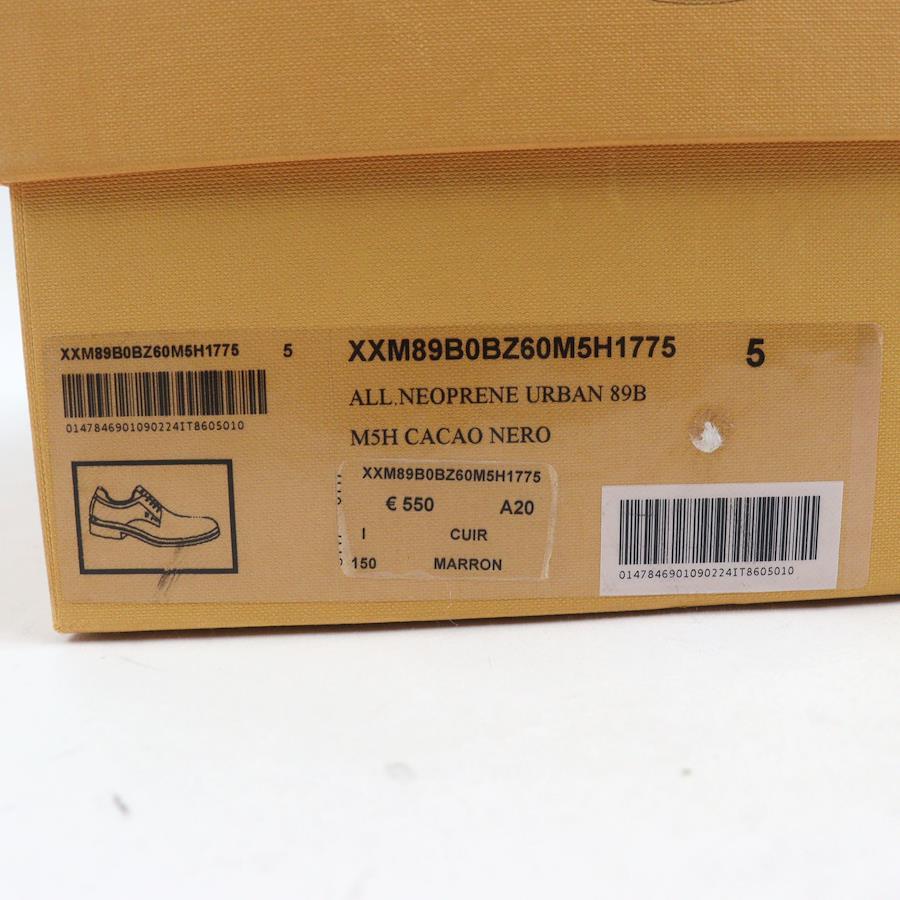 XXM89B0BZ60M5H1775 5
0147846901090224IT8605010
XXM89B0BZ60M5H1775 5
ALL.NEOPRENE URBAN 89B
M5H CACAO NERO
XXM89B0BZ60M5H1775
€ 550 A20
I CUIR
150 MARRON
0147846901090224IT8605010